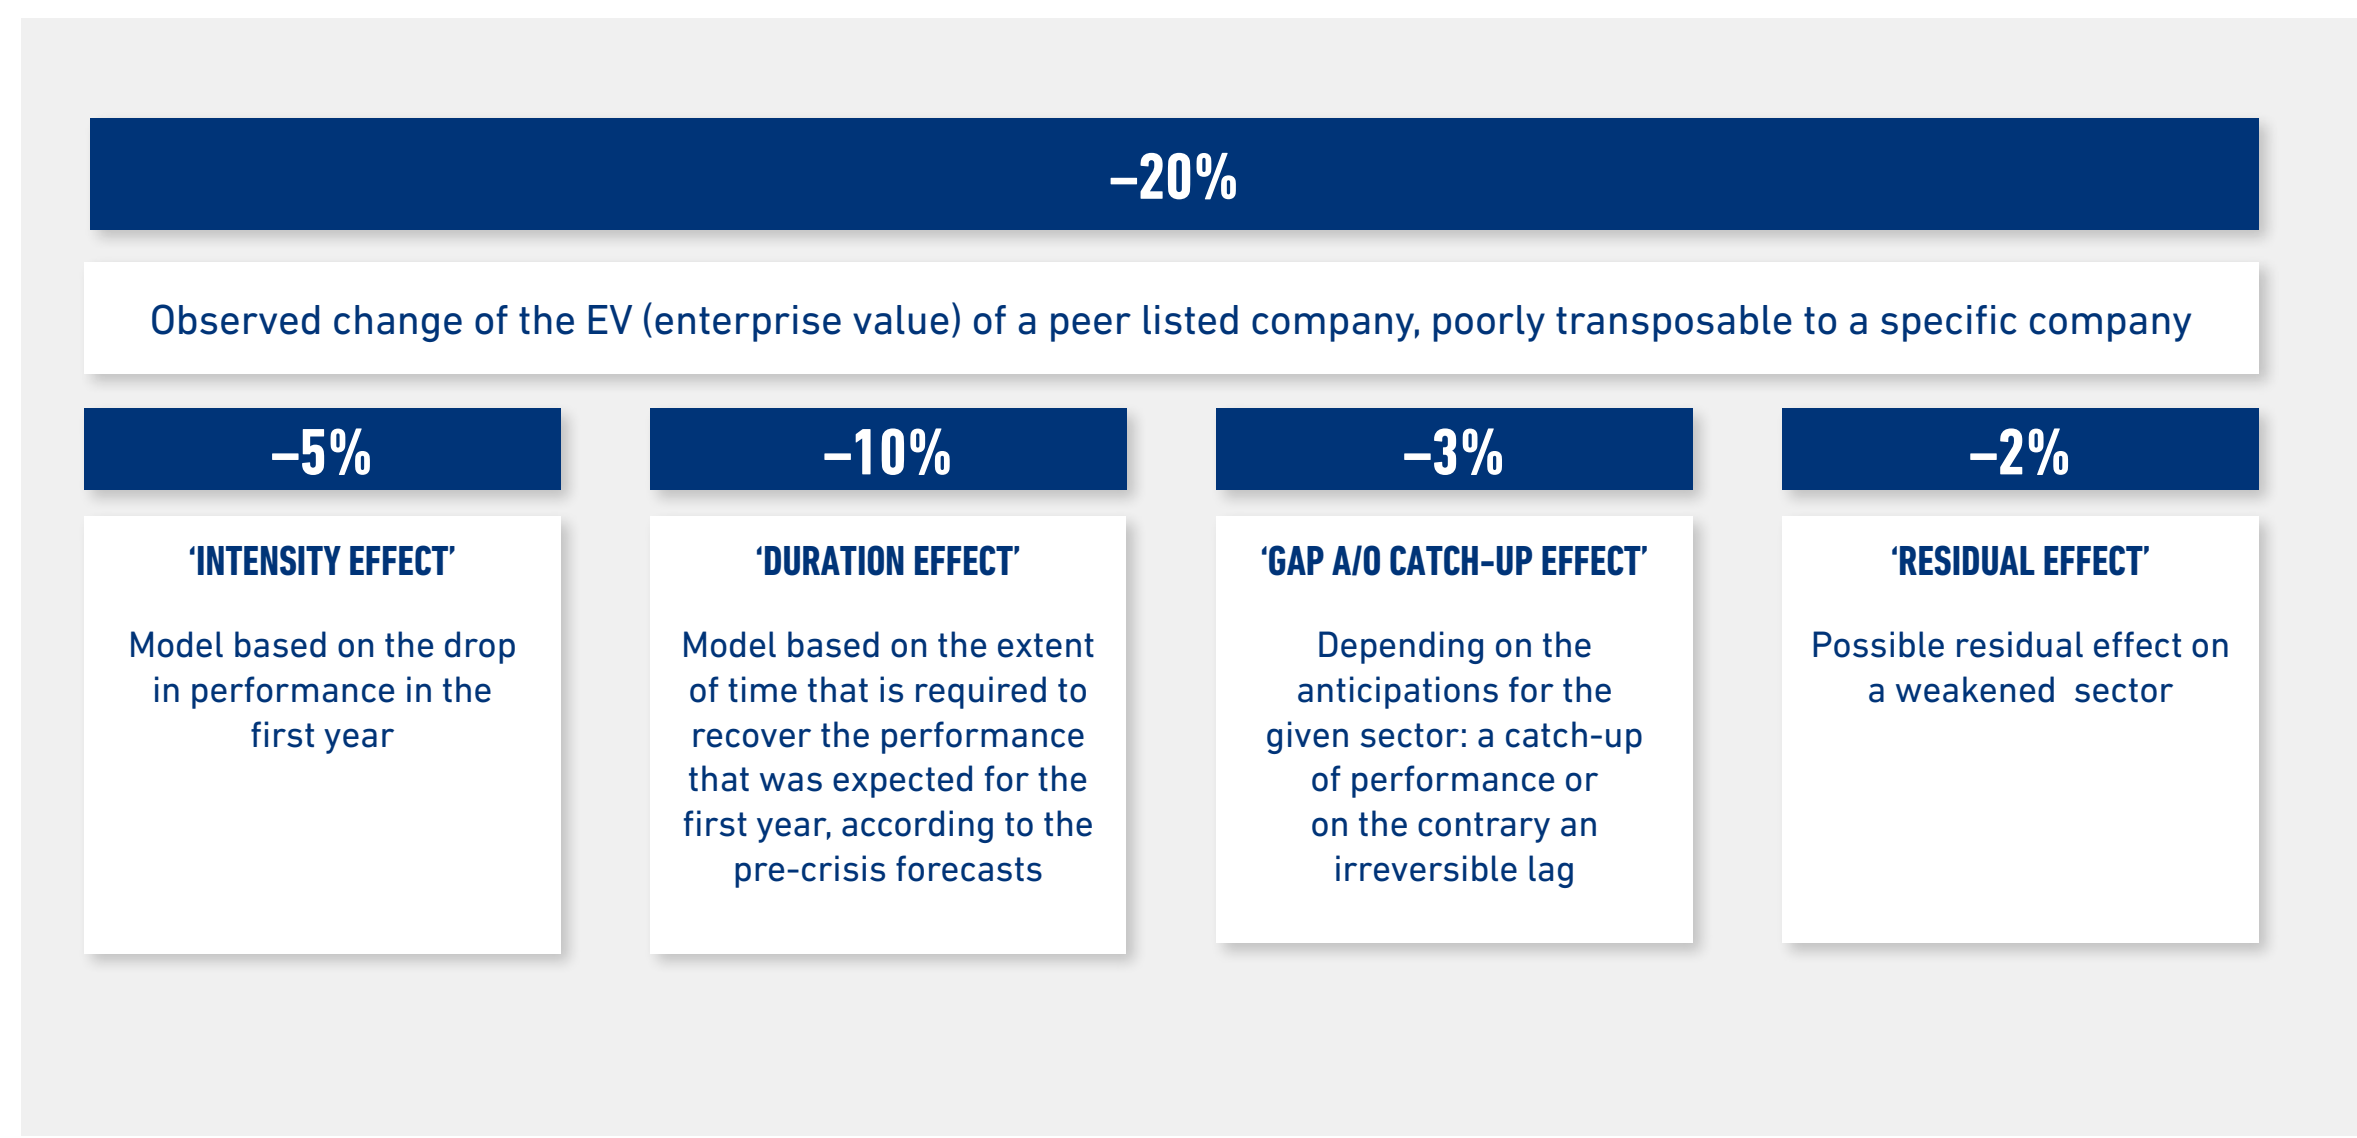 –20%
Observed change of the EV (enterprise value) of a peer listed company, poorly transposable to a specific company
–5%
‘INTENSITY EFFECT’
Model based on the drop
in performance in the
first year
–10%
‘DURATION EFFECT’
Model based on the extent
of time that is required to
recover the performance
that was expected for the
first year, according to the
pre-crisis forecasts
–3%
‘GAP A/O CATCH-UP EFFECT’
Depending on the
anticipations for the
given sector: a catch-up
of performance or
on the contrary an
irreversible lag
–2%
‘RESIDUAL EFFECT’
Possible residual effect on
a weakened  sector